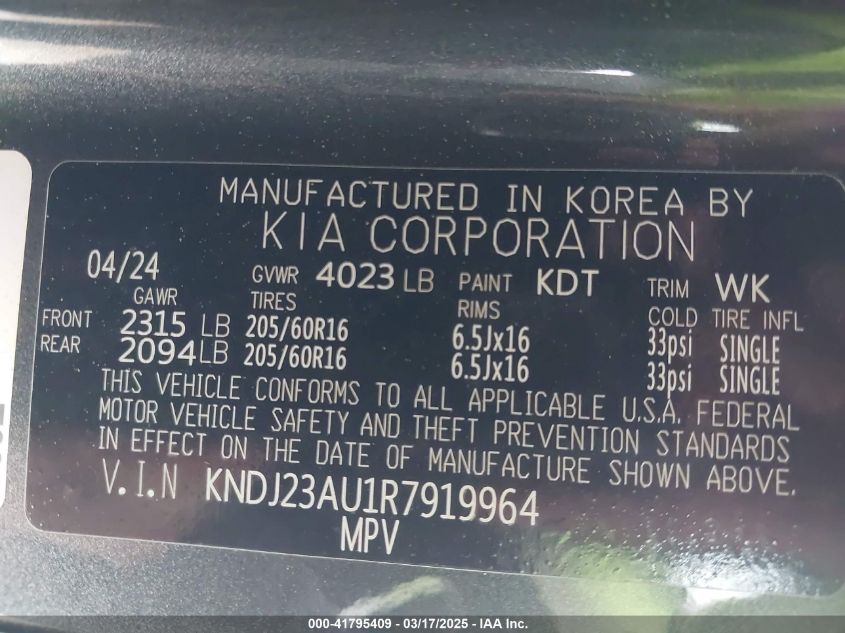 MANUFACTURED IN KOREA BY
KIA CORPORATION
04/24 GVWR 4023 LB PAINT KDT TRIM WK
GAWR TIRES RIMS COLD TIRE INFL
FRONT 2315 LB 205/60R16 6.5Jx16 33psi SINGLE
REAR 2094 LB 205/60R16 6.5Jx16 33psi SINGLE
THIS VEHICLE CONFORMS TO ALL APPLICABLE U.S.A. FEDERAL
MOTOR VEHICLE SAFETY AND THEFT PREVENTION STANDARDS
IN EFFECT ON THE DATE OF MANUFACTURE SHOWN ABOVE.
V.I.N KNDJ23AU1R7919964
MPV
000-41795409 - 03/17/2025 - IAA Inc.